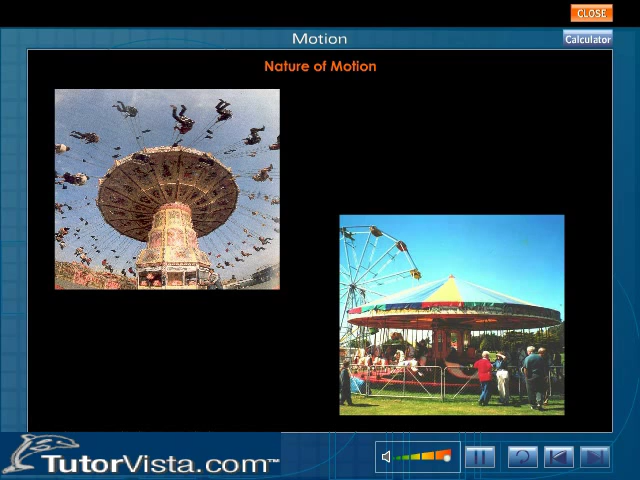 CLOSE
Motion
Calculator
Nature of Motion
TutorVista.com™